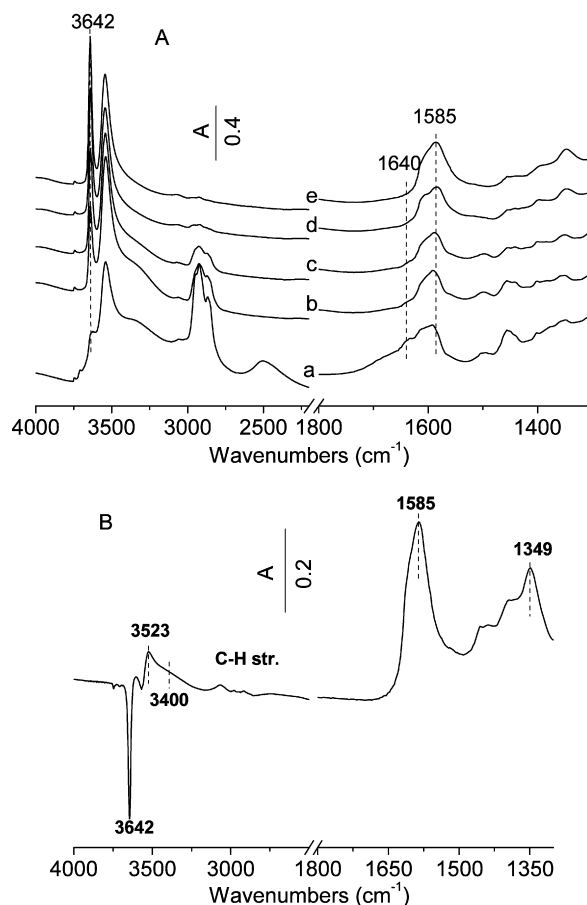 3642
A
A
0.4
1585
1640
e
d
c
b
a
4000 3500 3000 2500 1800 1600 1400
Wavenumbers (cm⁻¹)
B
A
0.2
1585
1349
3523
C-H str.
3400
3642
4000 3500 3000 1800 1650 1500 1350
Wavenumbers (cm⁻¹)